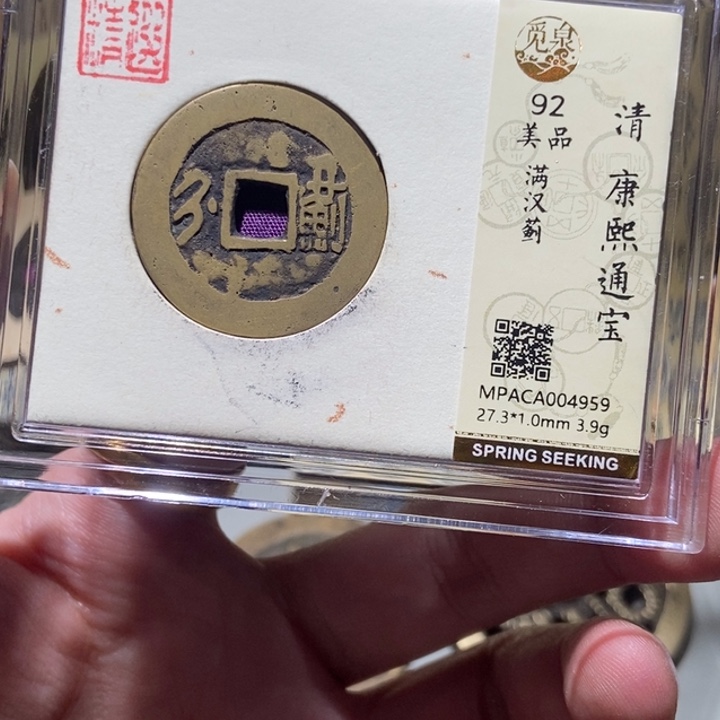 觅泉
92
美品
满汉蓟
清 康熙通宝
MPACA004959
27.3*1.0mm 3.9g
SPRING SEEKING